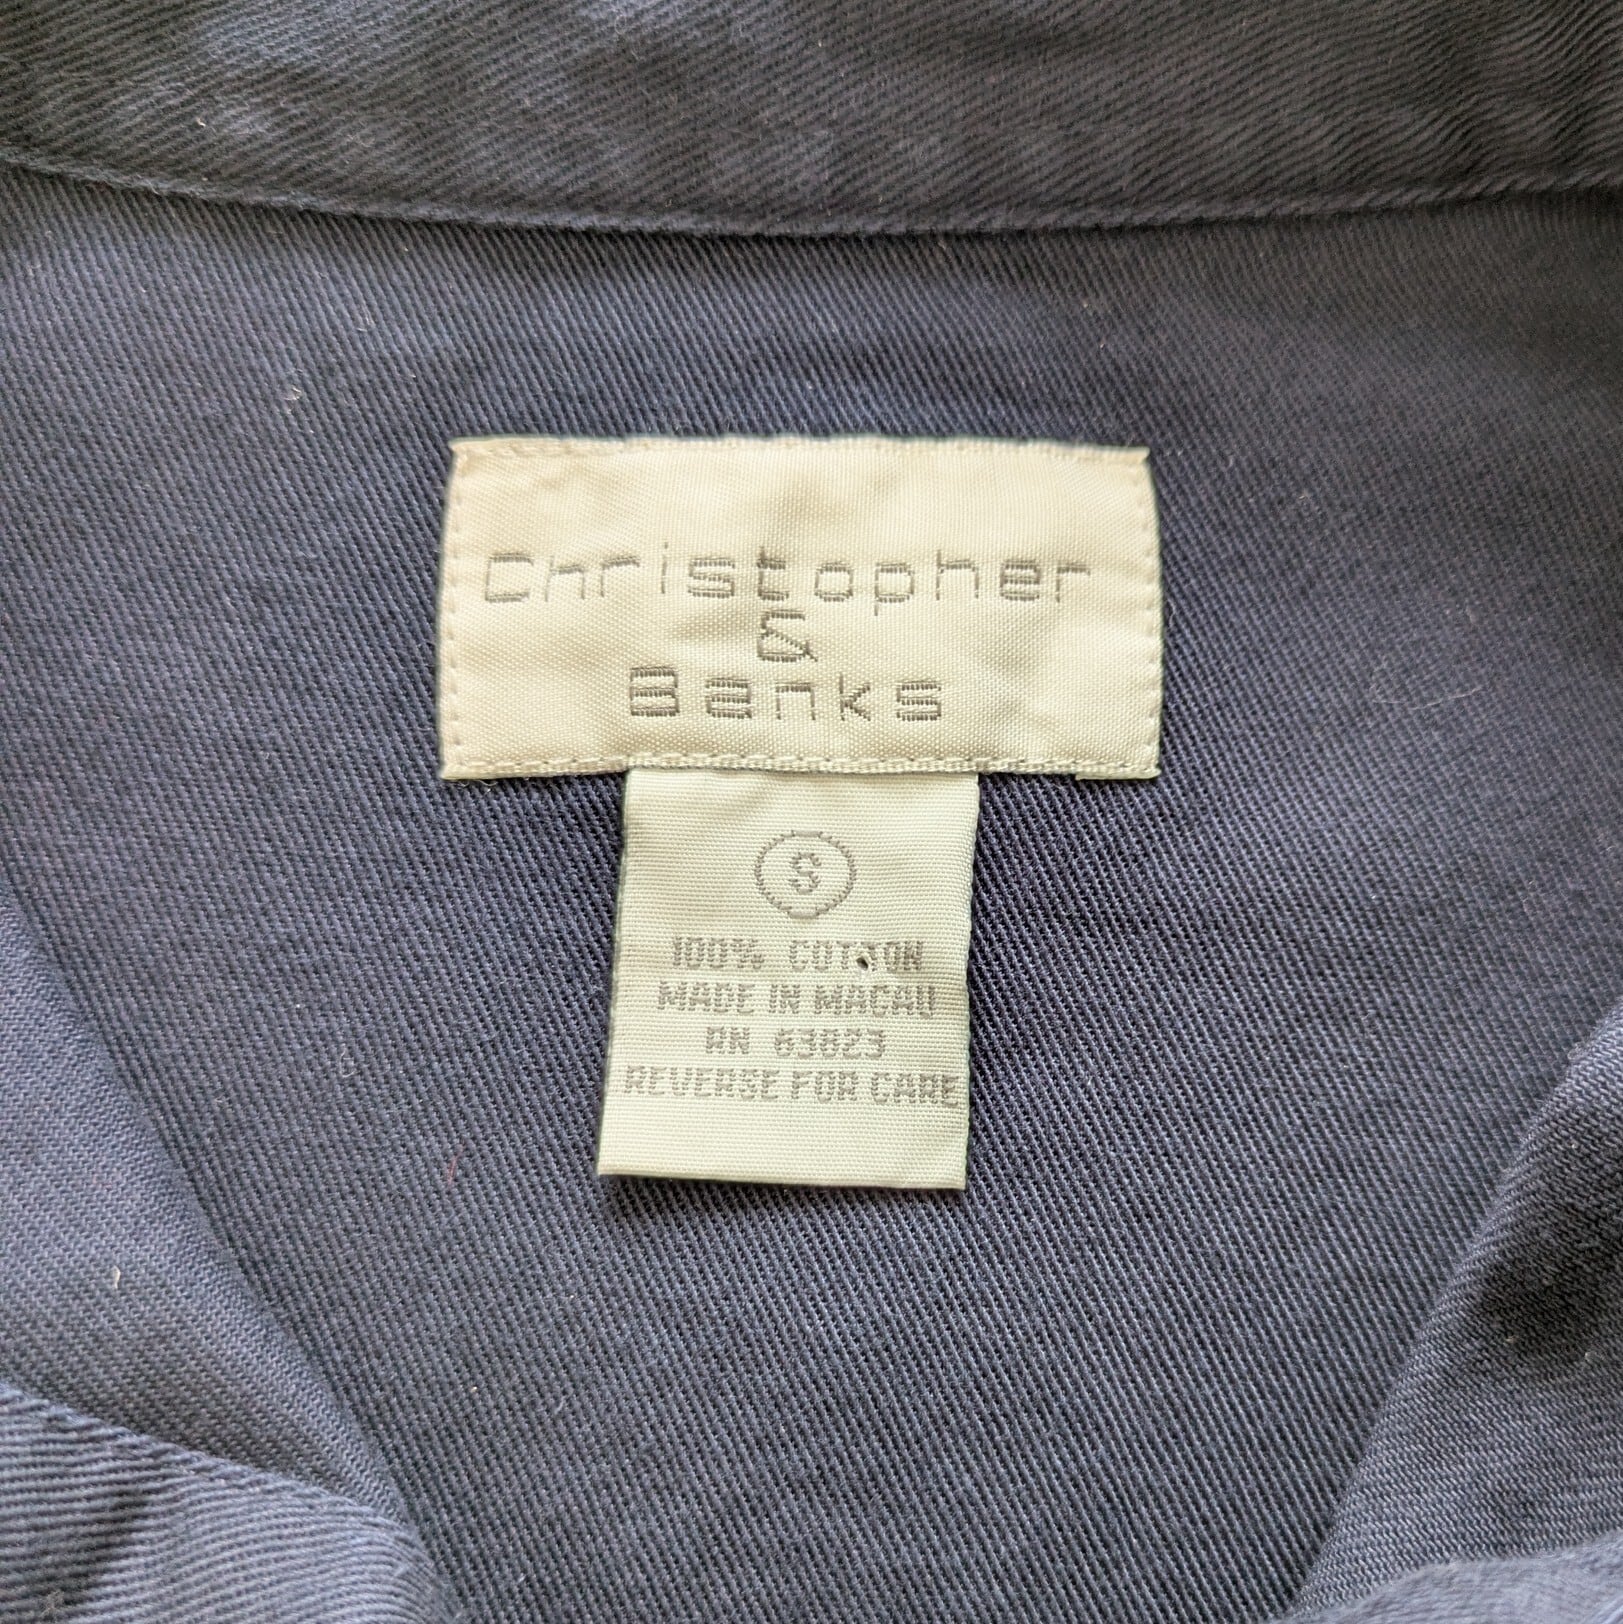 Christopher
&
Banks
S
100% COTTON
MADE IN MACAU
RN 63823
REVERSE FOR CARE